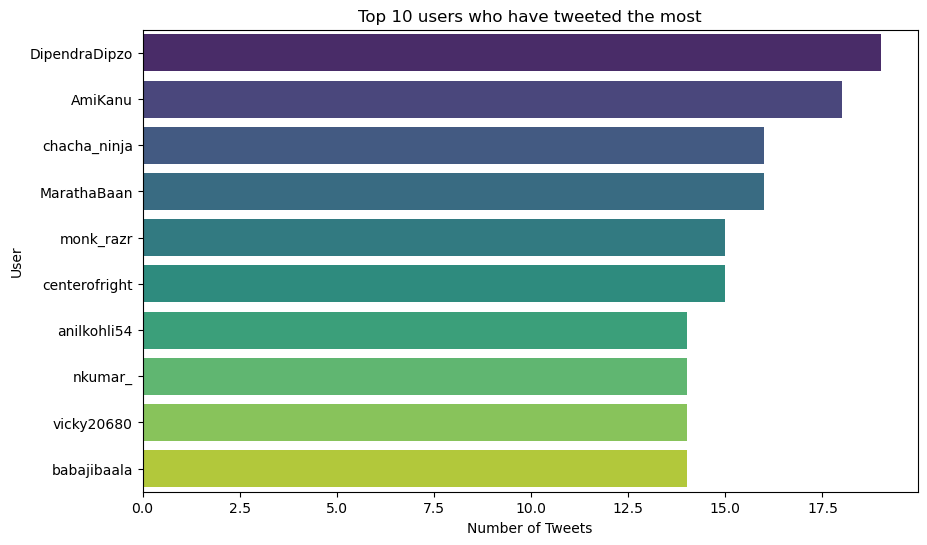 Top 10 users who have tweeted the most
DipendraDipzo
AmiKanu
chacha_ninja
MarathaBaan
monk_razr
centerofright
anilkohli54
nkumar_
vicky20680
babajibaala
User
0.0 2.5 5.0 7.5 10.0 12.5 15.0 17.5
Number of Tweets